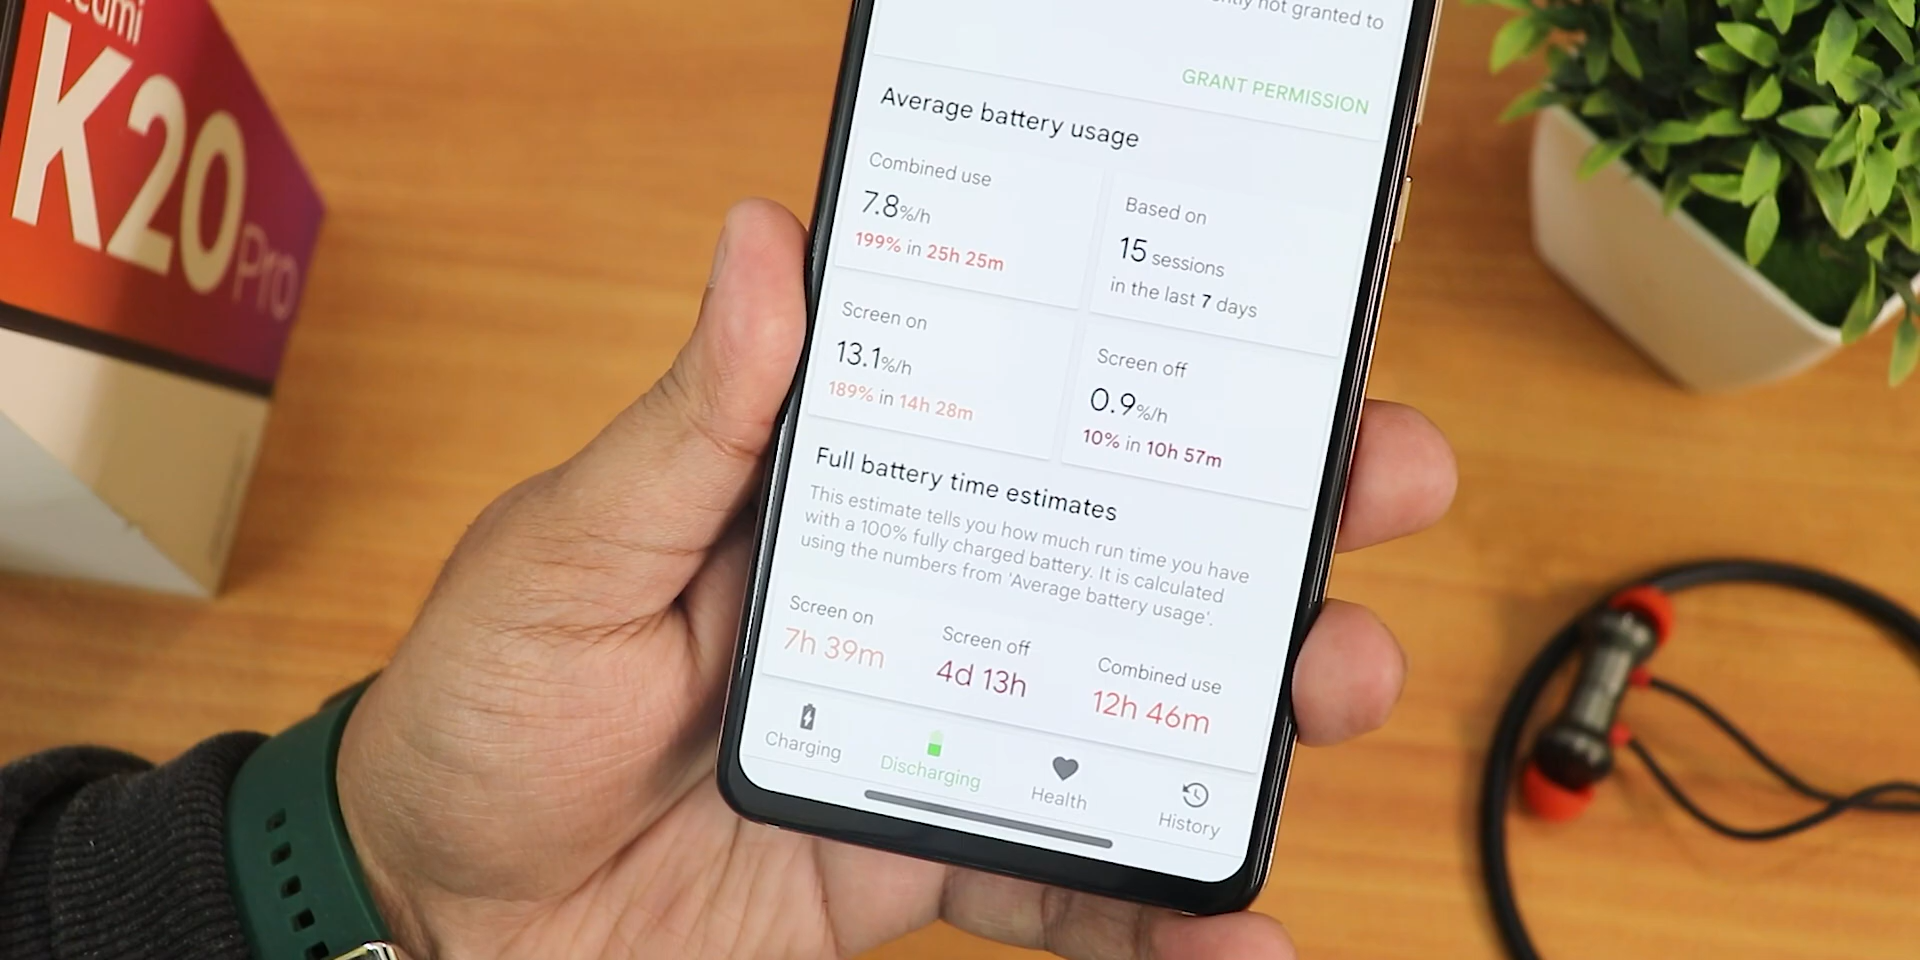 K20
Pro
not granted to
GRANT PERMISSION
Average battery usage
Combined use
7.8%/h
199% in 25h 25m
Based on
15 sessions
in the last 7 days
Screen on
13.1%/h
189% in 14h 28m
Screen off
0.9%/h
10% in 10h 57m
Full battery time estimates
This estimate tells you how much run time you have
with a 100% fully charged battery. It is calculated
using the numbers from 'Average battery usage'.
Screen on
7h 39m
Screen off
4d 13h
Combined use
12h 46m
Charging
Discharging
Health
History